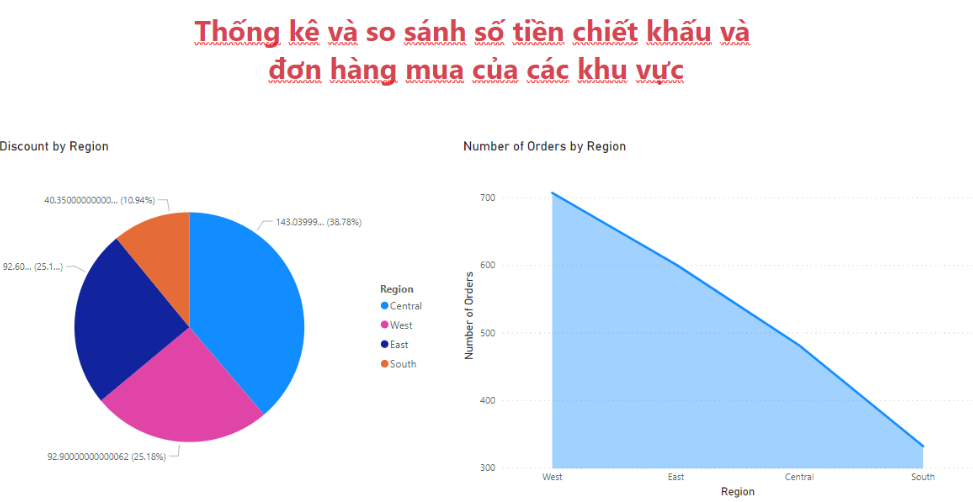 Thống kê và so sánh số tiền chiết khấu và
đơn hàng mua của các khu vực
Discount by Region
40.35000000000... (10.94%)
143.03999... (38.78%)
92.60... (25.1...)
92.90000000000062 (25.18%)
Region
Central
West
East
South
Number of Orders by Region
Number of Orders
700
600
500
400
300
West
East
Central
South
Region